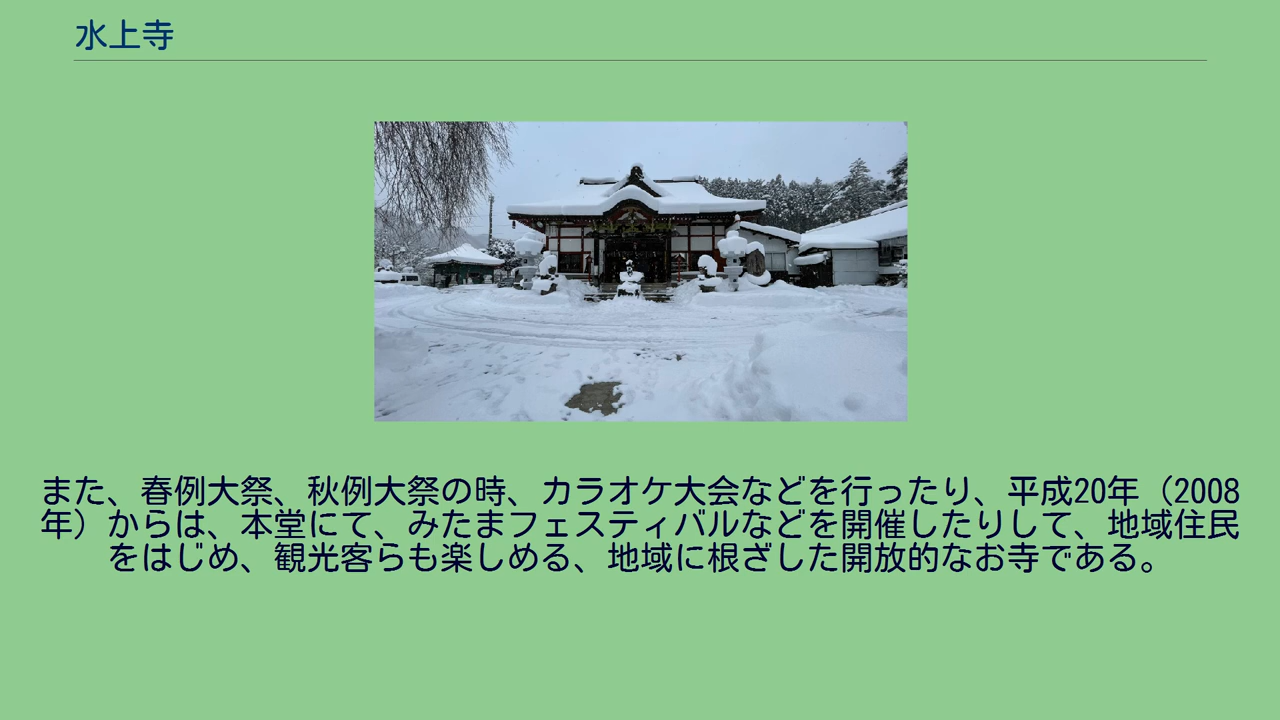 水上寺
また、春例大祭、秋例大祭の時、カラオケ大会などを行ったり、平成20年（2008
年）からは、本堂にて、みたまフェスティバルなどを開催したりして、地域住民
をはじめ、観光客らも楽しめる、地域に根ざした開放的なお寺である。